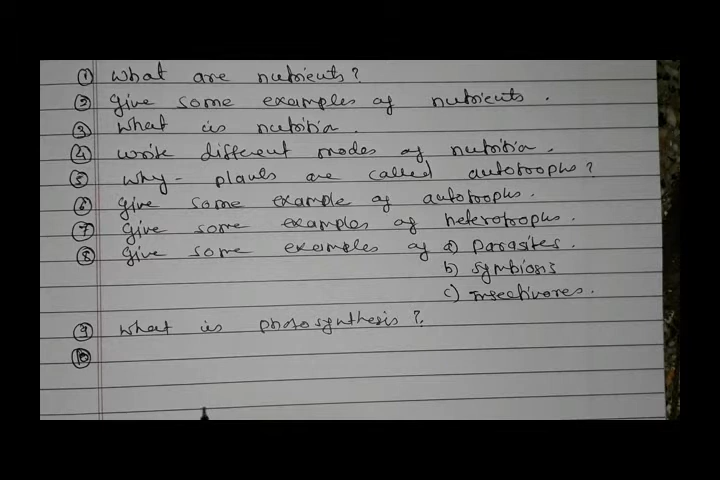 ① What are nutrients?
② Give some examples of nutrients.
③ What is nutrition.
④ Write different modes of nutrition.
⑤ Why - plants are called autotrophs?
⑥ Give some example of autotrophs.
⑦ Give some examples of heterotrophs.
⑧ Give some examples of a) Parasites.
b) Symbiosis
c) Insectivores.
⑨ What is photosynthesis?
⑩